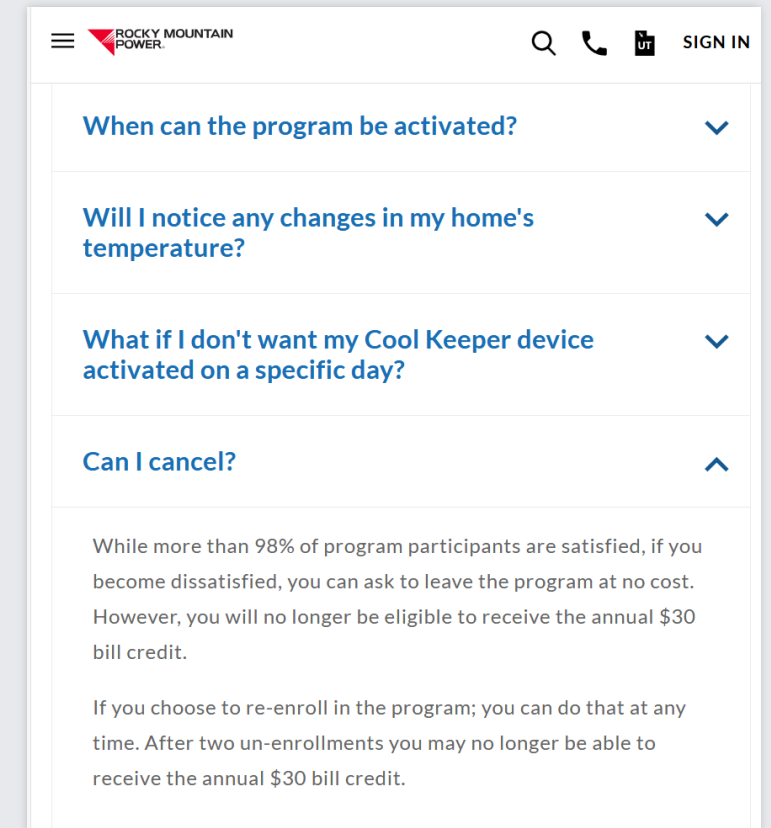 ROCKY MOUNTAIN
POWER.
UT
SIGN IN
When can the program be activated?
Will I notice any changes in my home's
temperature?
What if I don't want my Cool Keeper device
activated on a specific day?
Can I cancel?
While more than 98% of program participants are satisfied, if you
become dissatisfied, you can ask to leave the program at no cost.
However, you will no longer be eligible to receive the annual $30
bill credit.
If you choose to re-enroll in the program; you can do that at any
time. After two un-enrollments you may no longer be able to
receive the annual $30 bill credit.